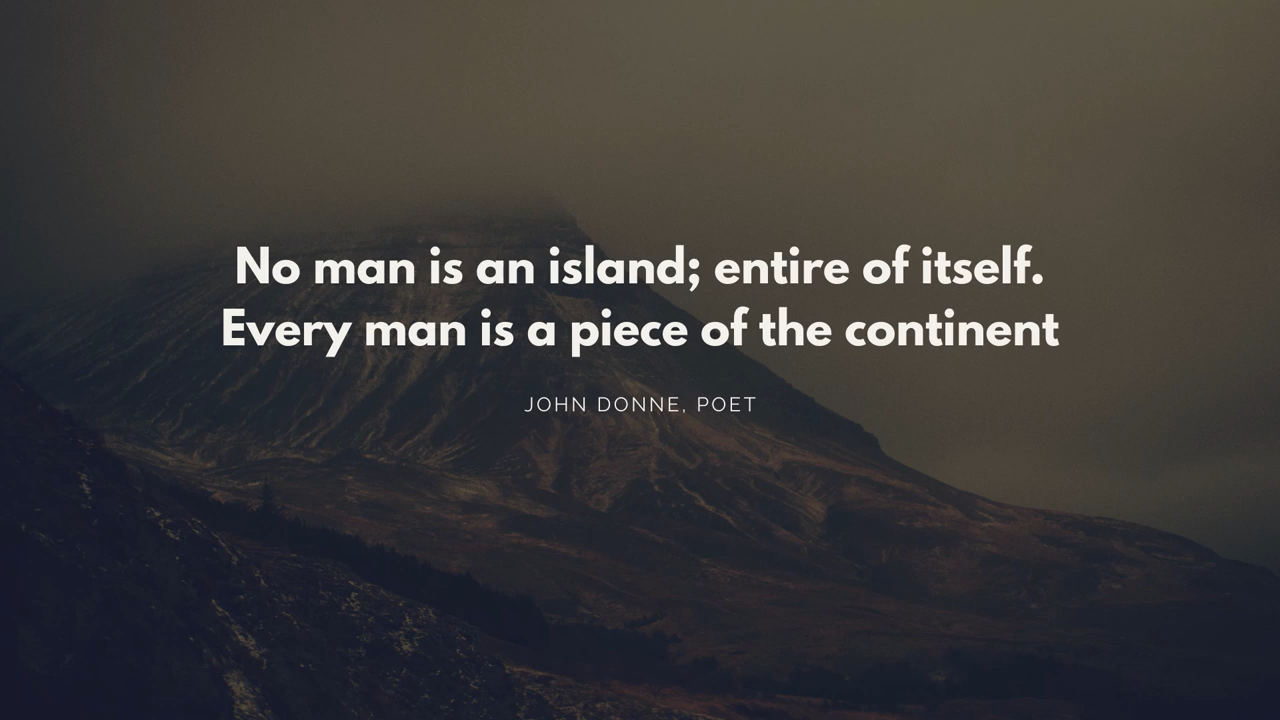 No man is an island; entire of itself.
Every man is a piece of the continent
JOHN DONNE, POET